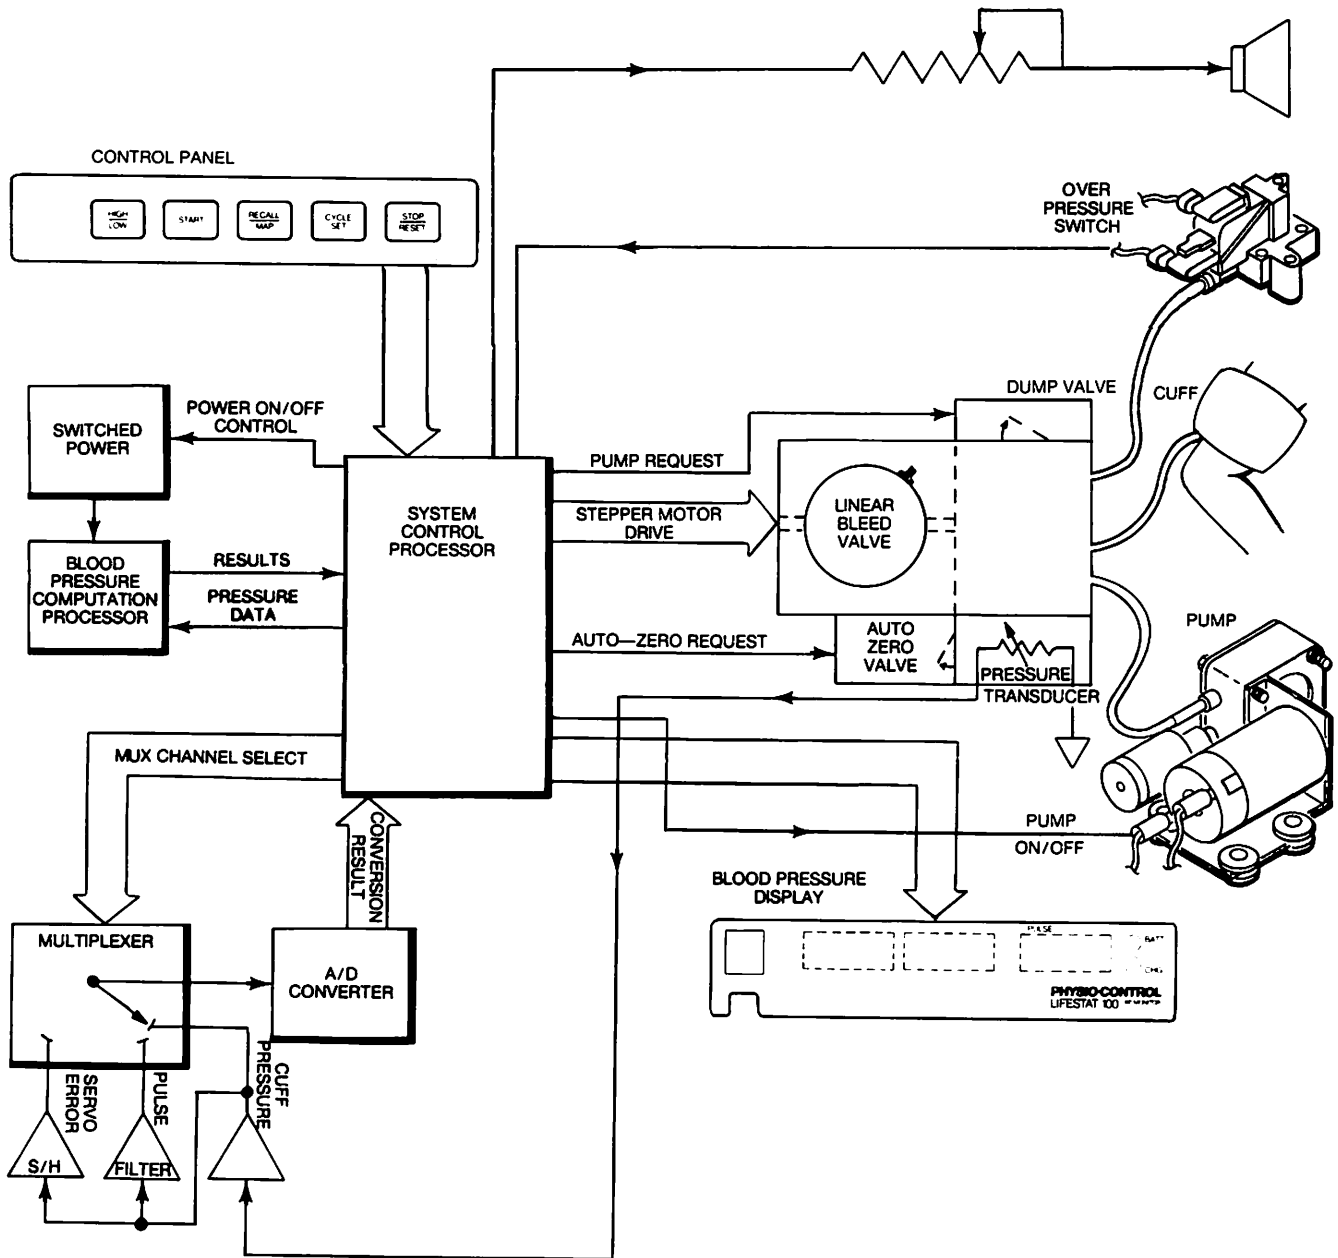 CONTROL PANEL
HIGH
LOW
START
RECALL
MAP
CYCLE
SET
STOP
RESET
OVER
PRESSURE
SWITCH
DUMP VALVE
CUFF
SWITCHED
POWER
POWER ON/OFF
CONTROL
SYSTEM
CONTROL
PROCESSOR
PUMP REQUEST
STEPPER MOTOR
DRIVE
LINEAR
BLEED
VALVE
BLOOD
PRESSURE
COMPUTATION
PROCESSOR
RESULTS
PRESSURE
DATA
AUTO—ZERO REQUEST
AUTO
ZERO
VALVE
PRESSURE
TRANSDUCER
PUMP
MUX CHANNEL SELECT
CONVERSION
RESULT
PUMP
ON/OFF
BLOOD PRESSURE
DISPLAY
PULSE
BATT
CHG
PHYSIO-CONTROL
LIFESTAT 100
MULTIPLEXER
A/D
CONVERTER
SERVO
ERROR
PULSE
CUFF
PRESSURE
S/H
FILTER